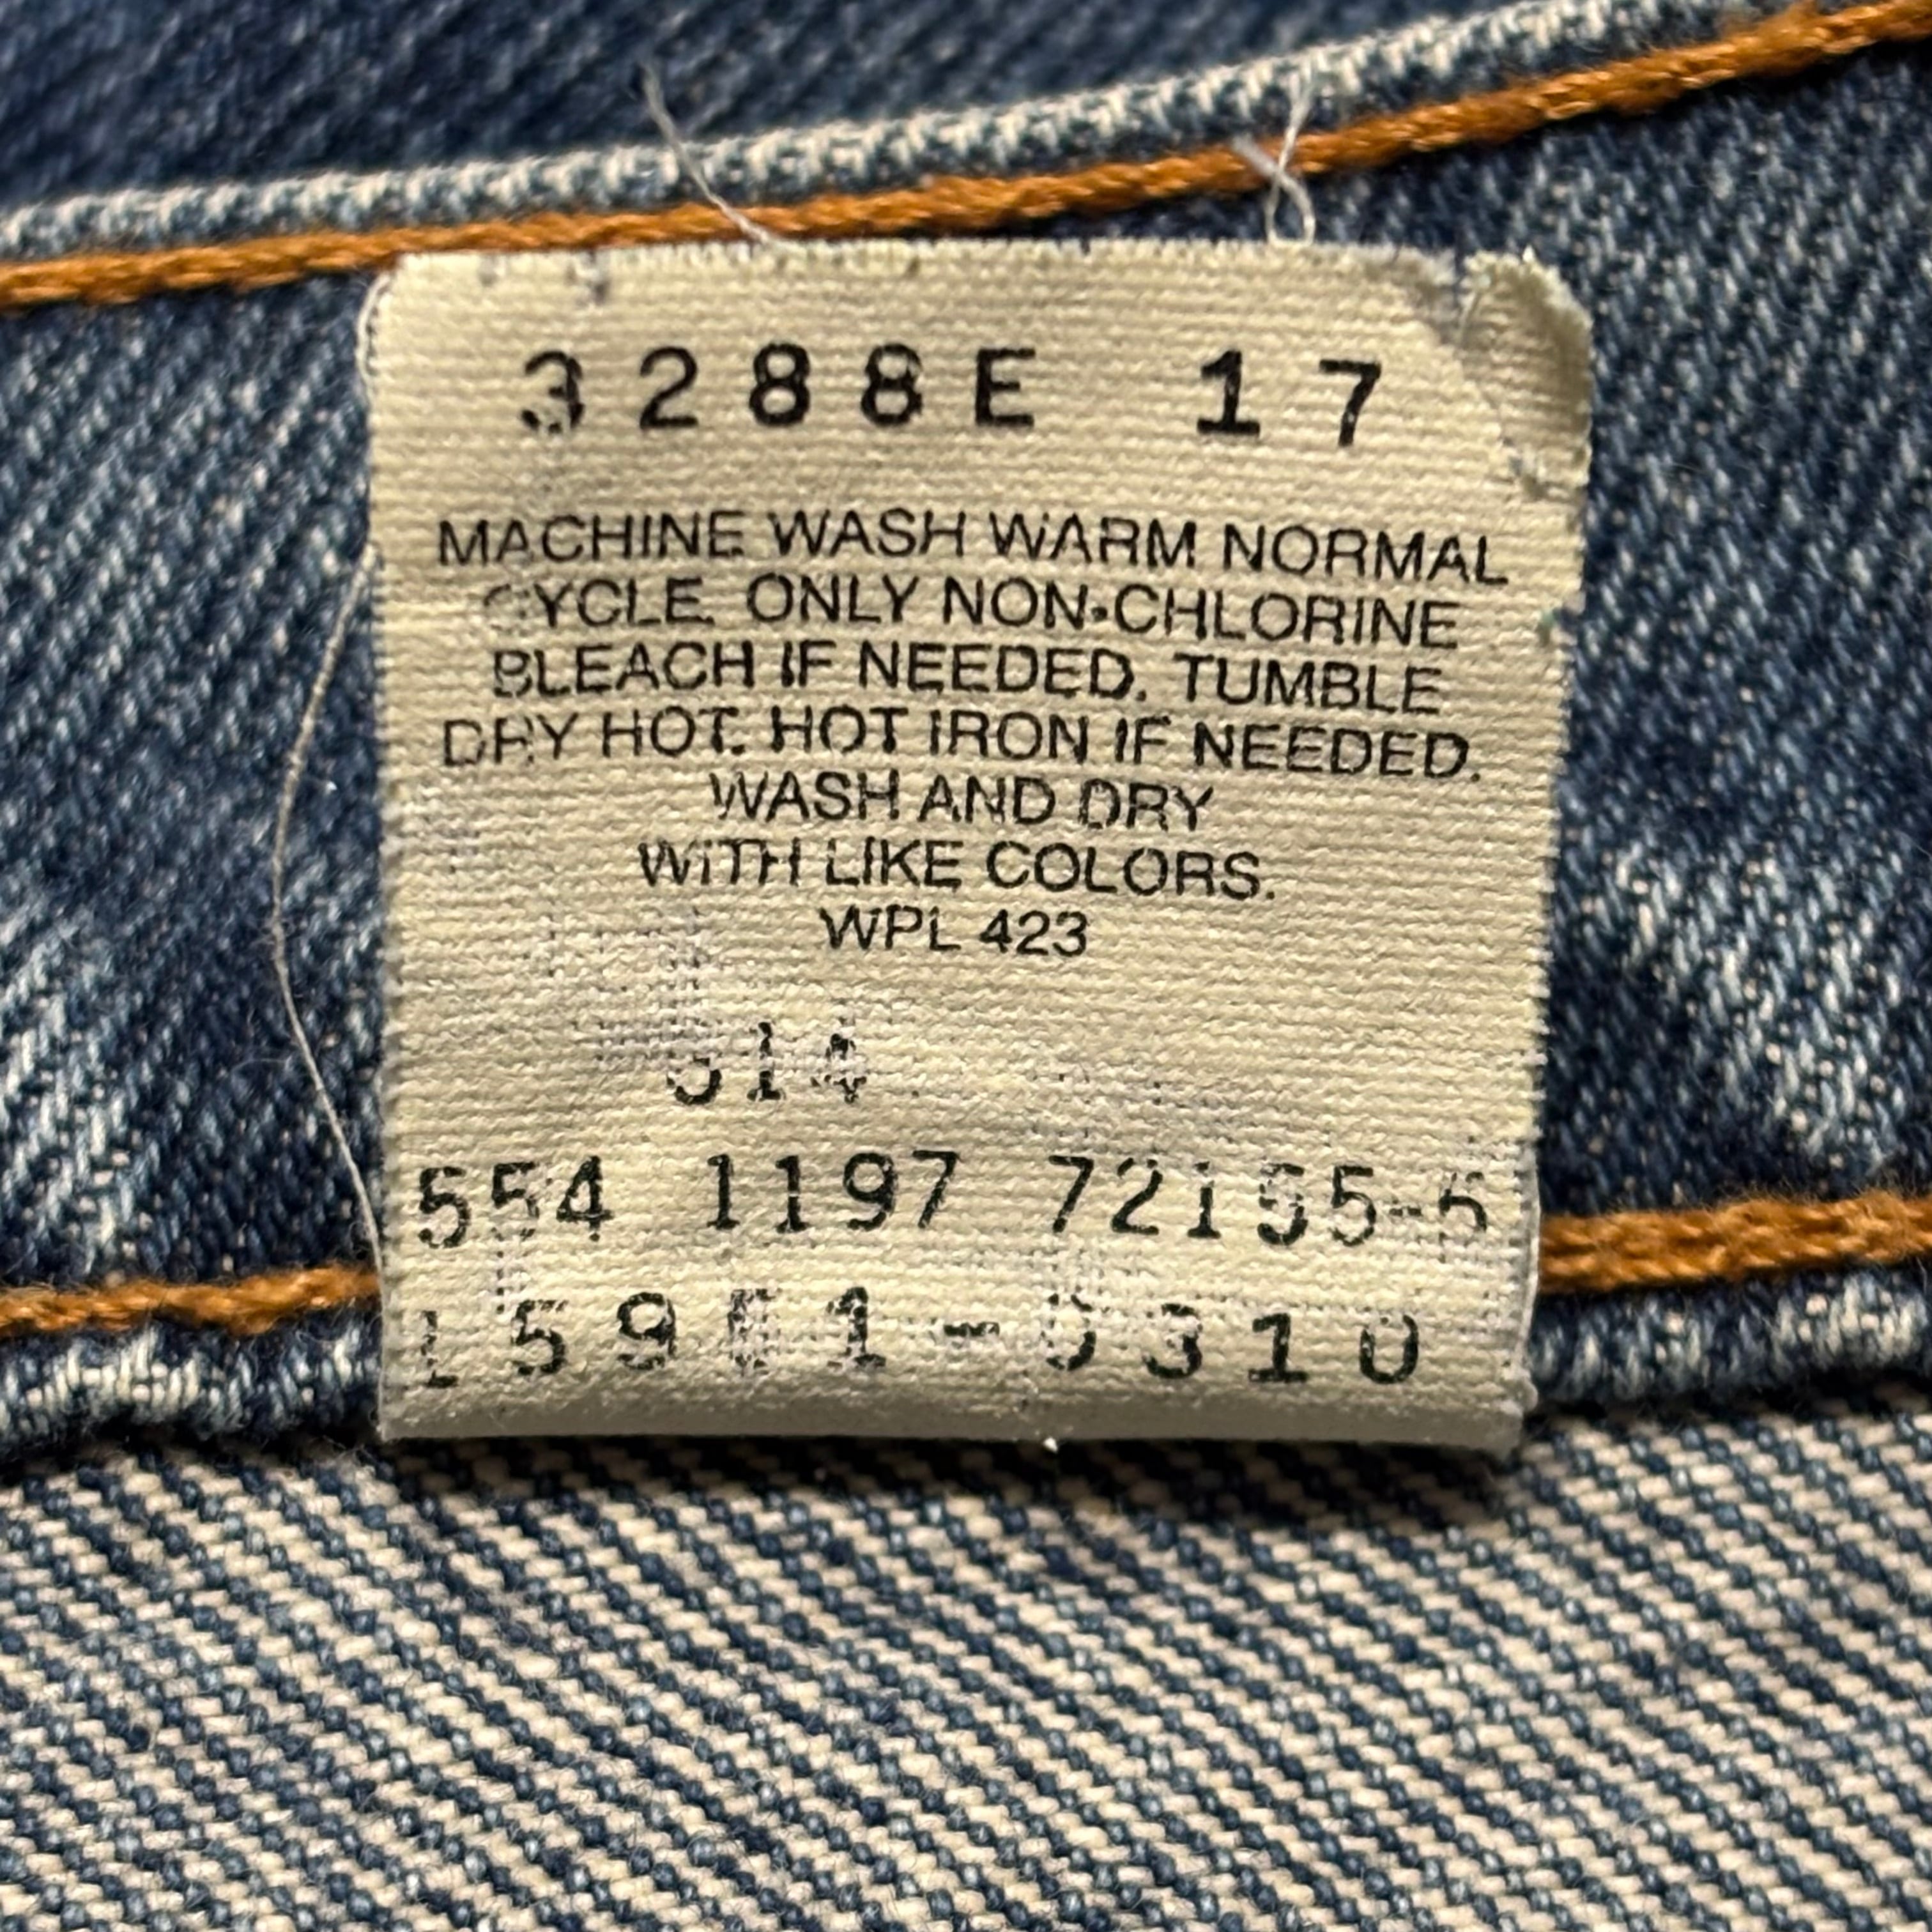 3288E 17
MACHINE WASH WARM NORMAL
CYCLE. ONLY NON-CHLORINE
BLEACH IF NEEDED. TUMBLE
DRY HOT. HOT IRON IF NEEDED.
WASH AND DRY
WITH LIKE COLORS.
WPL 423
554 1197